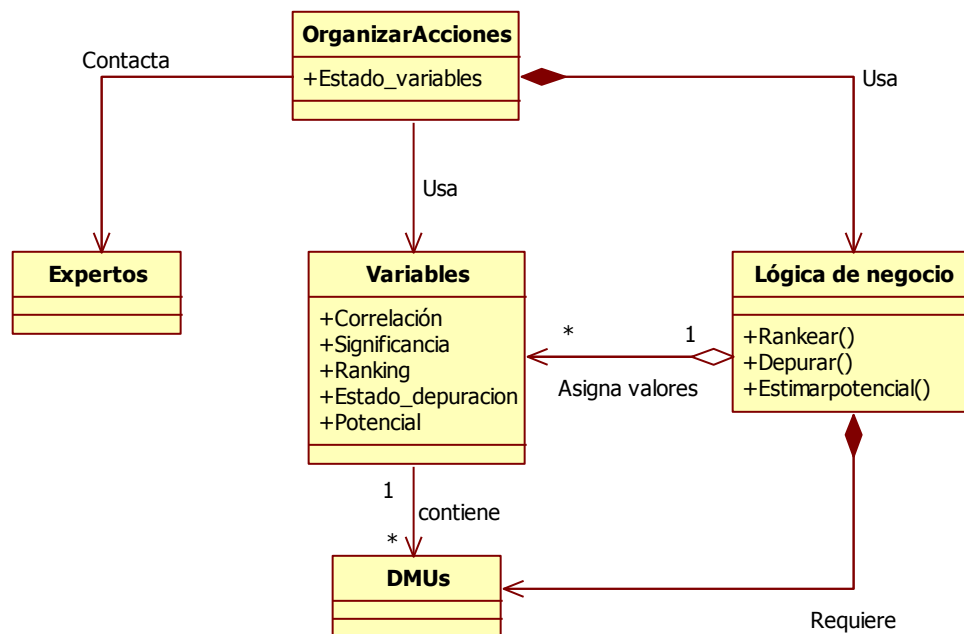 OrganizarAcciones
+Estado_variables
Contacta
Usa
Usa
Expertos
Variables
+Correlación
+Significancia
+Ranking
+Estado_depuracion
+Potencial
Lógica de negocio
+Rankear()
+Depurar()
+Estimarpotencial()
*
1
Asigna valores
1
contiene
*
DMUs
Requiere